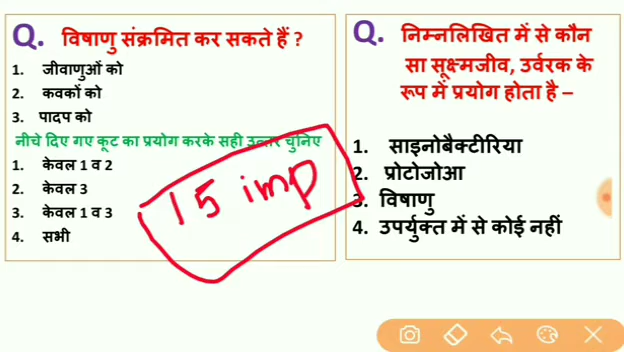 Q. विषाणु संक्रमित कर सकते हैं ?
1. जीवाणुओं को
2. कवकों को
3. पादप को
नीचे दिए गए कूट का प्रयोग करके सही उत्तर चुनिए
1. केवल 1 व 2
2. केवल 3
3. केवल 1 व 3
4. सभी
15 imp
Q. निम्नलिखित में से कौन
सा सूक्ष्मजीव, उर्वरक के
रूप में प्रयोग होता है –
1. साइनोबैक्टीरिया
2. प्रोटोजोआ
3. विषाणु
4. उपर्युक्त में से कोई नहीं